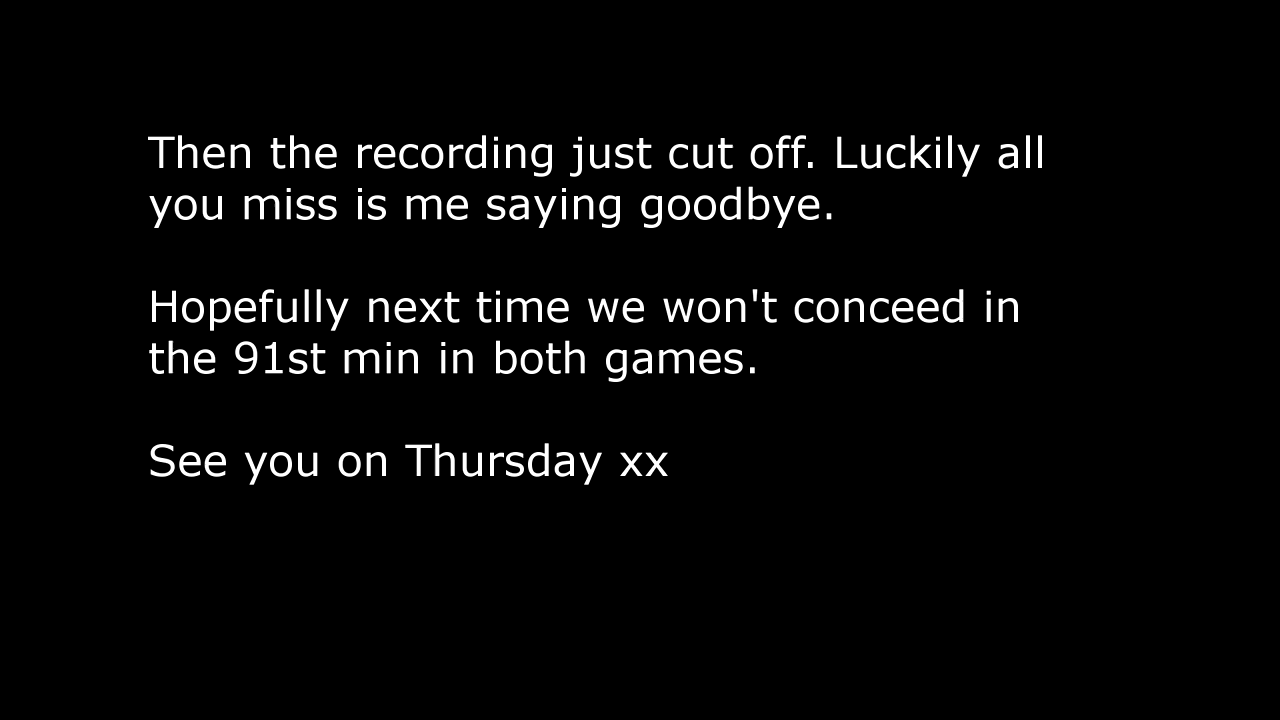 Then the recording just cut off. Luckily all
you miss is me saying goodbye.
Hopefully next time we won't conceed in
the 91st min in both games.
See you on Thursday xx